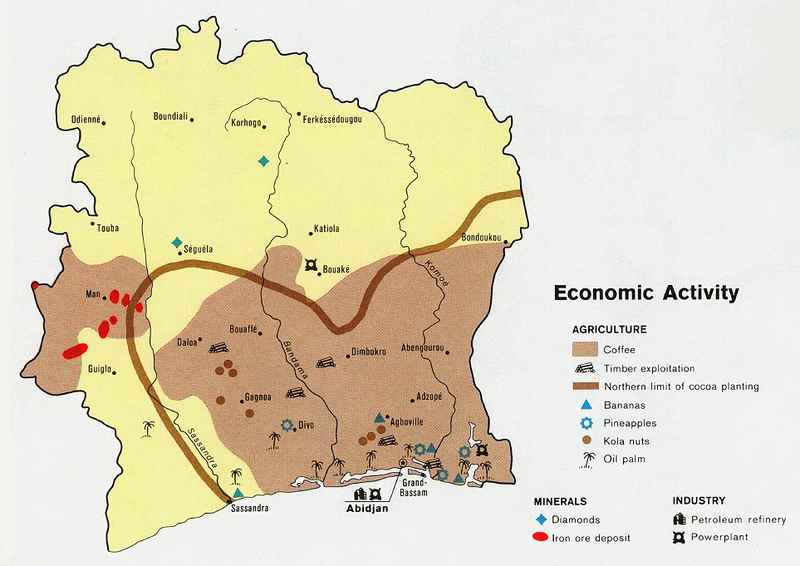 Odienné
Boundiali
Korhogo
Ferkéssédougou
Touba
Séguéla
Katiola
Bondoukou
Bouaké
Komoé
Man
Daloa
Bouaflé
Bandama
Dimbokro
Abengourou
Guiglo
Gagnoa
Adzopé
Agboville
Divo
Sassandra
Sassandra
Grand-
Bassam
Abidjan
Economic Activity
AGRICULTURE
Coffee
Timber exploitation
Northern limit of cocoa planting
Bananas
Pineapples
Kola nuts
Oil palm
MINERALS
Diamonds
Iron ore deposit
INDUSTRY
Petroleum refinery
Powerplant